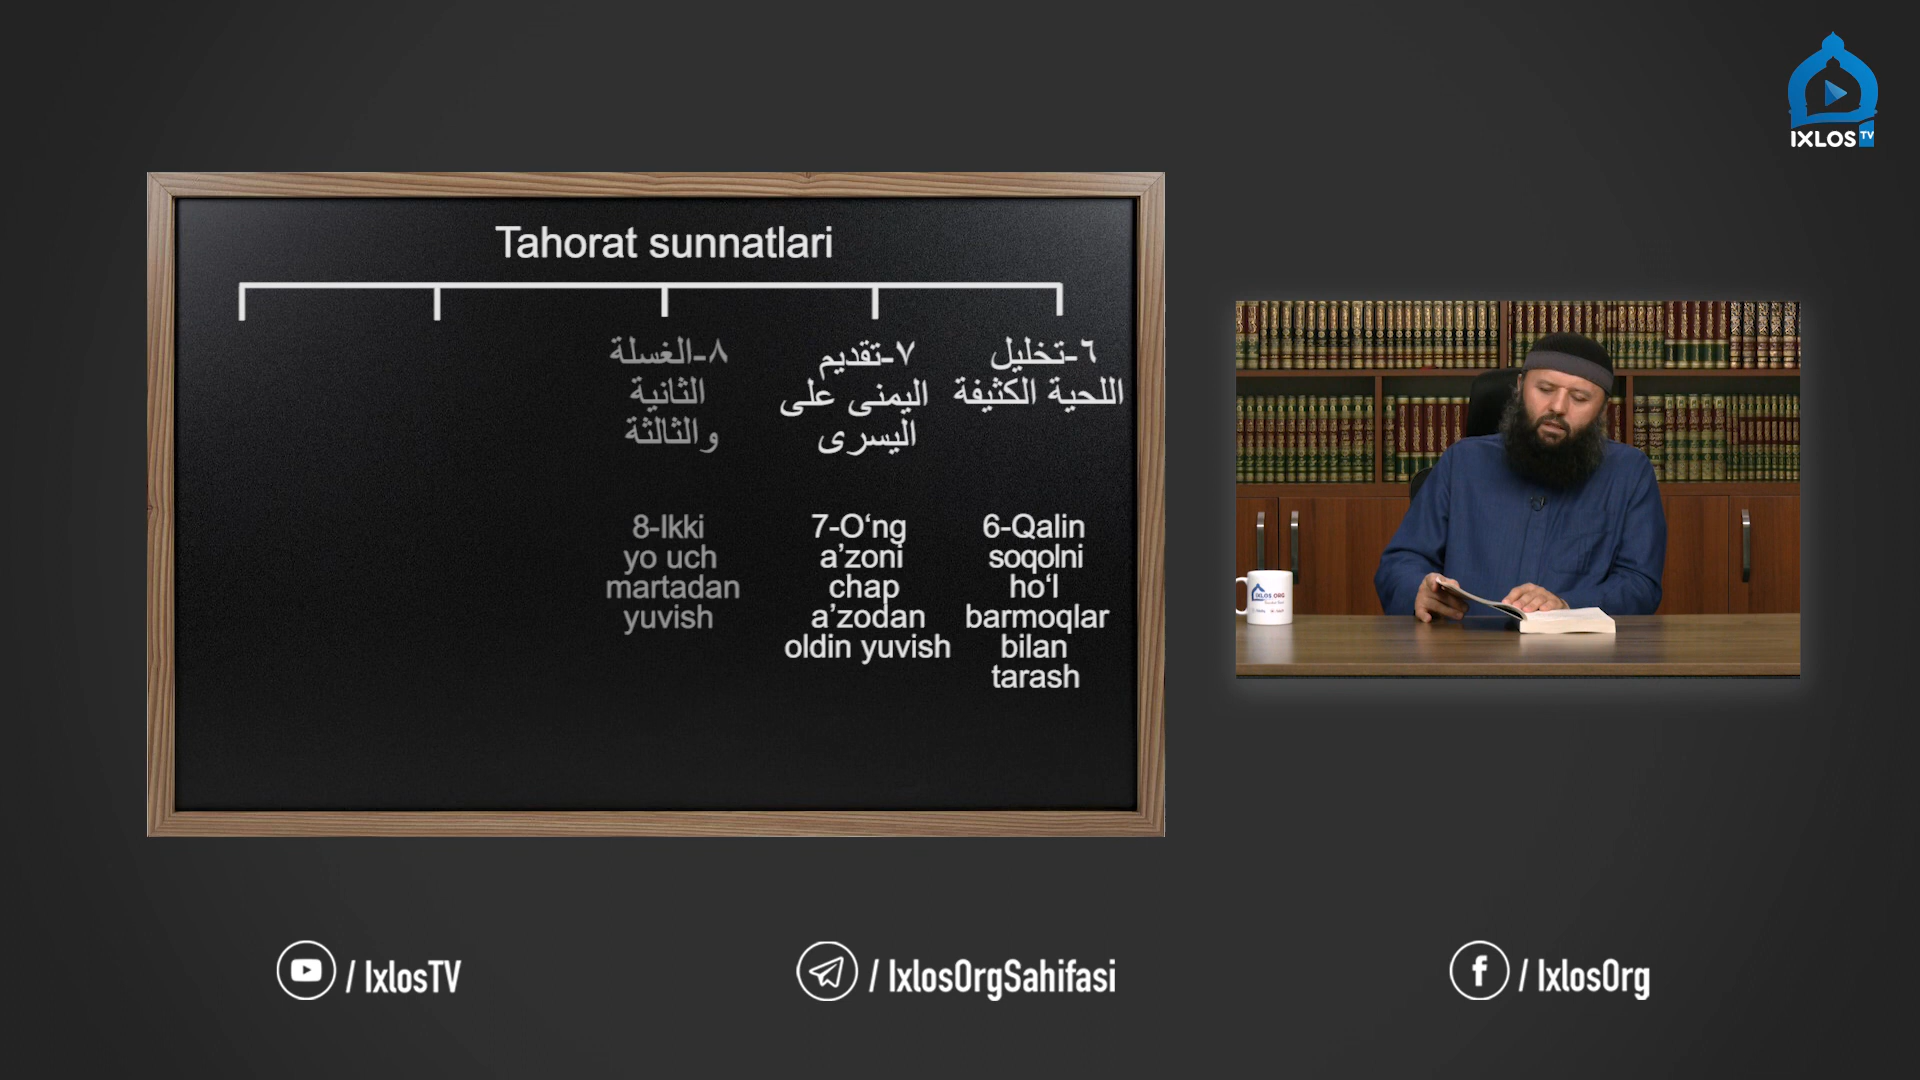 IXLOS TV
Tahorat sunnatlari
٦-تخليل
اللحية الكثيفة
٧-تقديم
اليمنى على
اليسرى
٨-الغسلة
الثانية
والثالثة
6-Qalin
soqolni
ho‘l
barmoqlar
bilan
tarash
7-O‘ng
a’zoni
chap
a’zodan
oldin yuvish
8-Ikki
yo uch
martadan
yuvish
IXLOS ORG
/ IxlosTV
/ IxlosOrgSahifasi
/ IxlosOrg